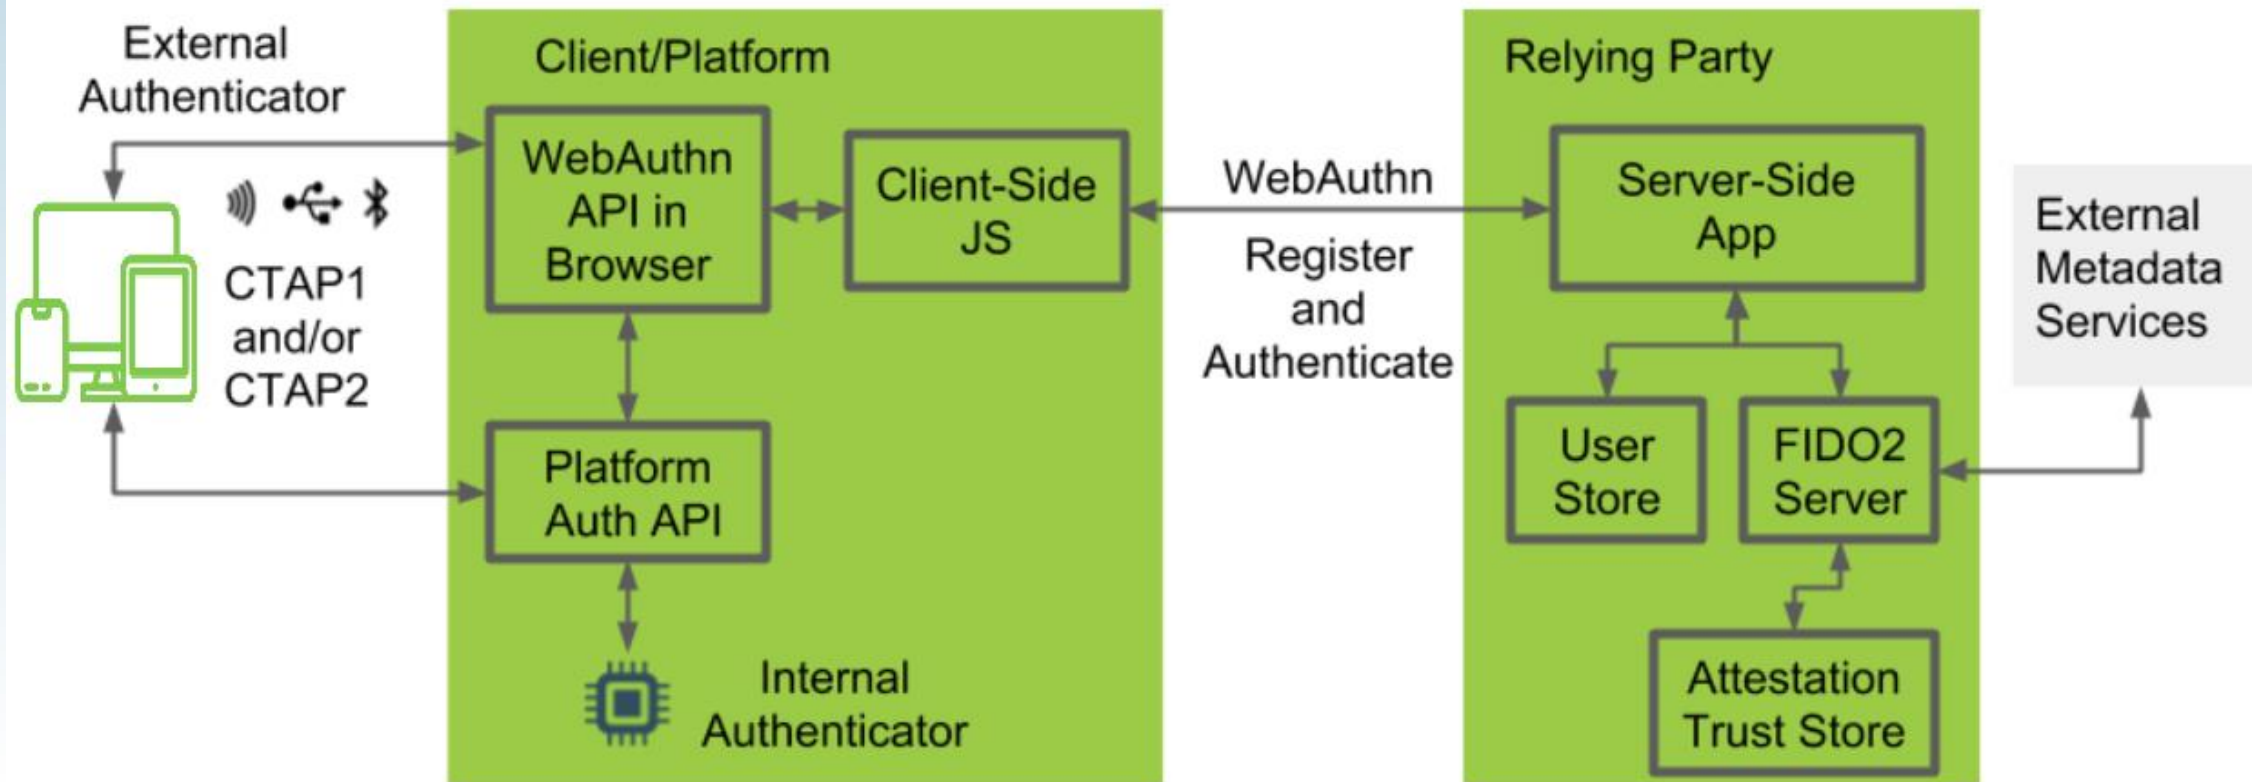 External
Authenticator
CTAP1
and/or
CTAP2
Client/Platform
WebAuthn
API in
Browser
Client-Side
JS
Platform
Auth API
Internal
Authenticator
WebAuthn
Register
and
Authenticate
Relying Party
Server-Side
App
User
Store
FIDO2
Server
Attestation
Trust Store
External
Metadata
Services